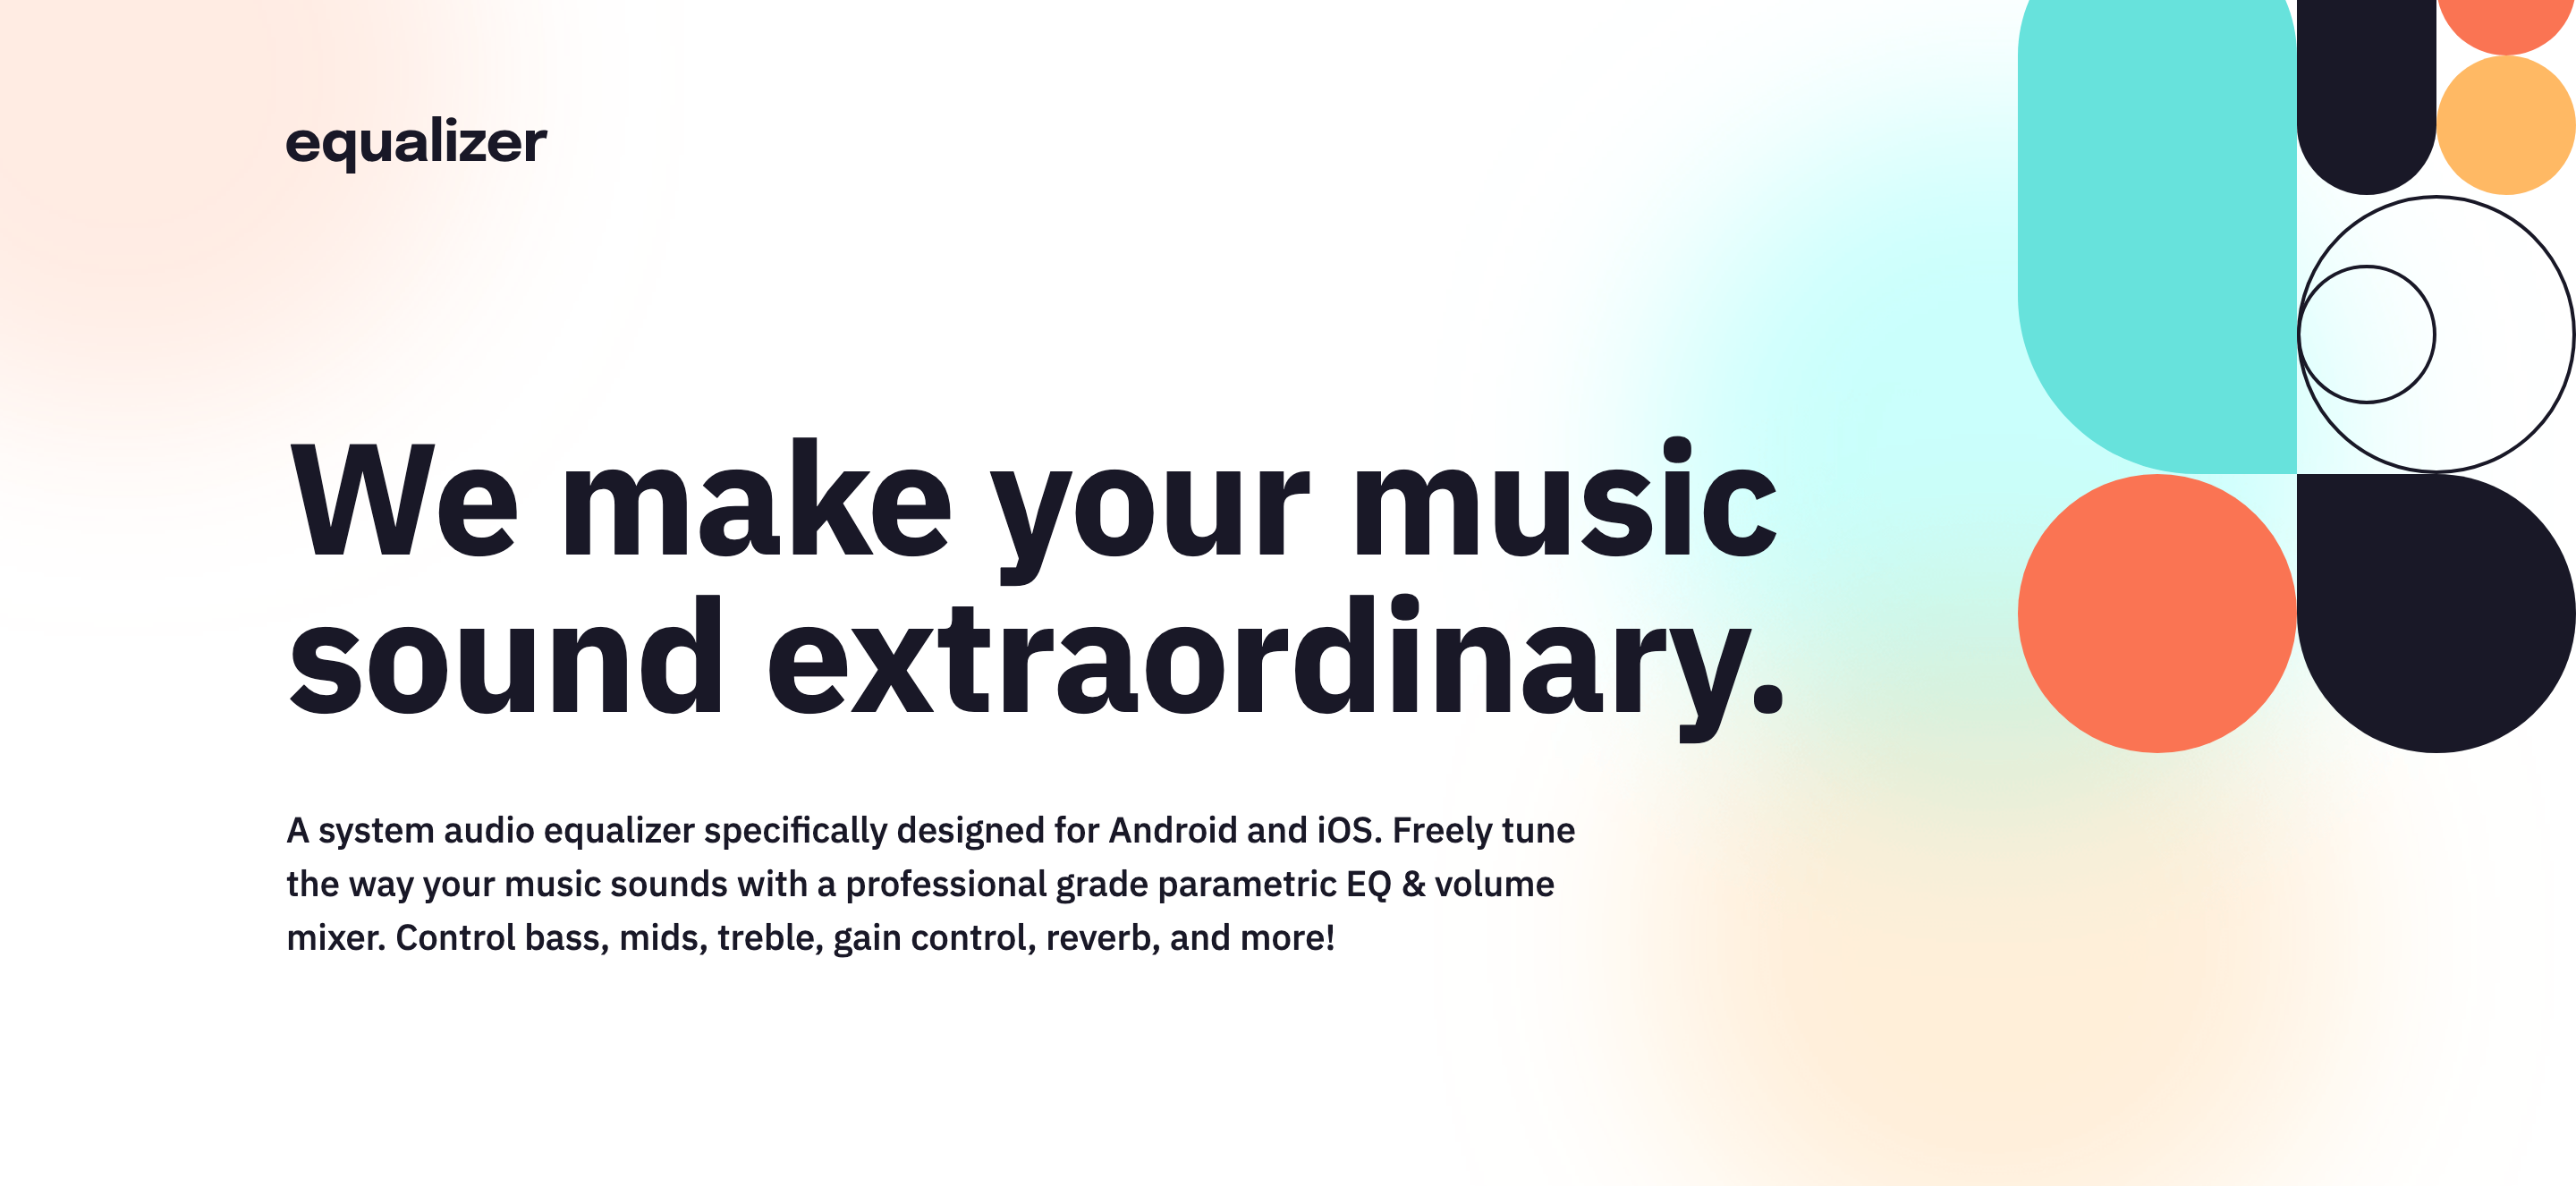 equalizer
We make your music
sound extraordinary.
A system audio equalizer specifically designed for Android and iOS. Freely tune
the way your music sounds with a professional grade parametric EQ & volume
mixer. Control bass, mids, treble, gain control, reverb, and more!